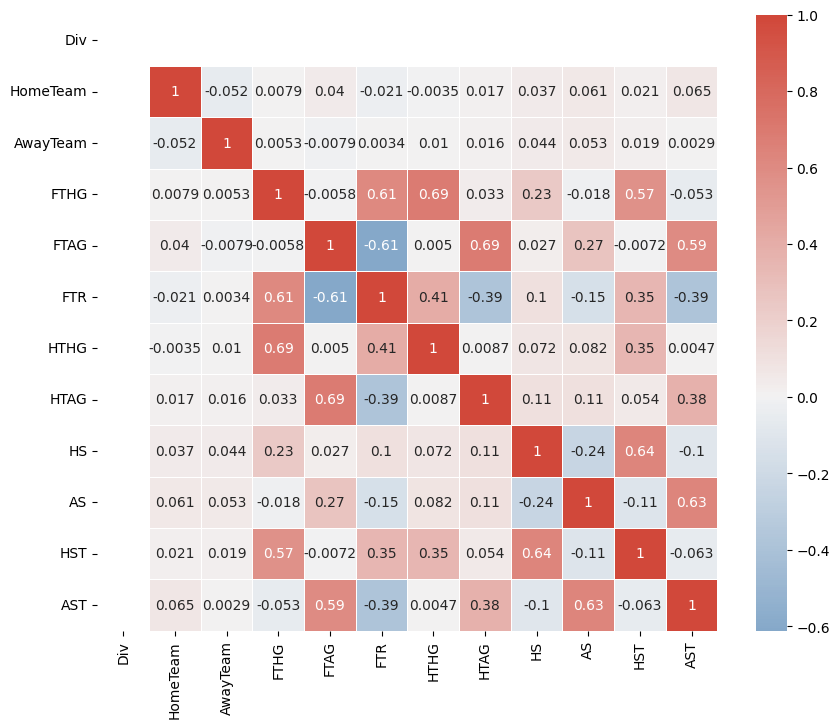 Div
HomeTeam 1 -0.052 0.0079 0.04 -0.021 -0.0035 0.017 0.037 0.061 0.021 0.065
AwayTeam -0.052 1 0.0053 -0.0079 0.0034 0.01 0.016 0.044 0.053 0.019 0.0029
FTHG 0.0079 0.0053 1 -0.0058 0.61 0.69 0.033 0.23 -0.018 0.57 -0.053
FTAG 0.04 -0.0079 -0.0058 1 -0.61 0.005 0.69 0.027 0.27 -0.0072 0.59
FTR -0.021 0.0034 0.61 -0.61 1 0.41 -0.39 0.1 -0.15 0.35 -0.39
HTHG -0.0035 0.01 0.69 0.005 0.41 1 0.0087 0.072 0.082 0.35 0.0047
HTAG 0.017 0.016 0.033 0.69 -0.39 0.0087 1 0.11 0.11 0.054 0.38
HS 0.037 0.044 0.23 0.027 0.1 0.072 0.11 1 -0.24 0.64 -0.1
AS 0.061 0.053 -0.018 0.27 -0.15 0.082 0.11 -0.24 1 -0.11 0.63
HST 0.021 0.019 0.57 -0.0072 0.35 0.35 0.054 0.64 -0.11 1 -0.063
AST 0.065 0.0029 -0.053 0.59 -0.39 0.0047 0.38 -0.1 0.63 -0.063 1
Div HomeTeam AwayTeam FTHG FTAG FTR HTHG HTAG HS AS HST AST
1.0
0.8
0.6
0.4
0.2
0.0
−0.2
−0.4
−0.6